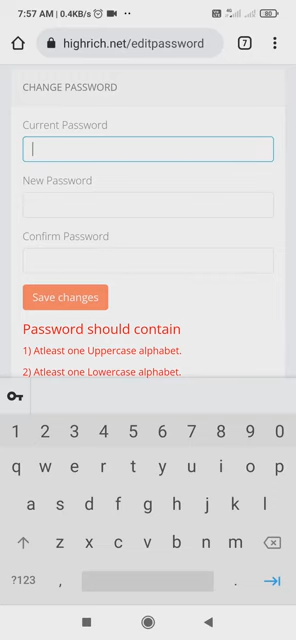 7:57 AM | 0.4KB/s
80
highrich.net/editpassword
7
CHANGE PASSWORD
Current Password
New Password
Confirm Password
Save changes
Password should contain
1) Atleast one Uppercase alphabet.
2) Atleast one Lowercase alphabet.
1 2 3 4 5 6 7 8 9 0
q w e r t y u i o p
a s d f g h j k l
z x c v b n m
?123 , .